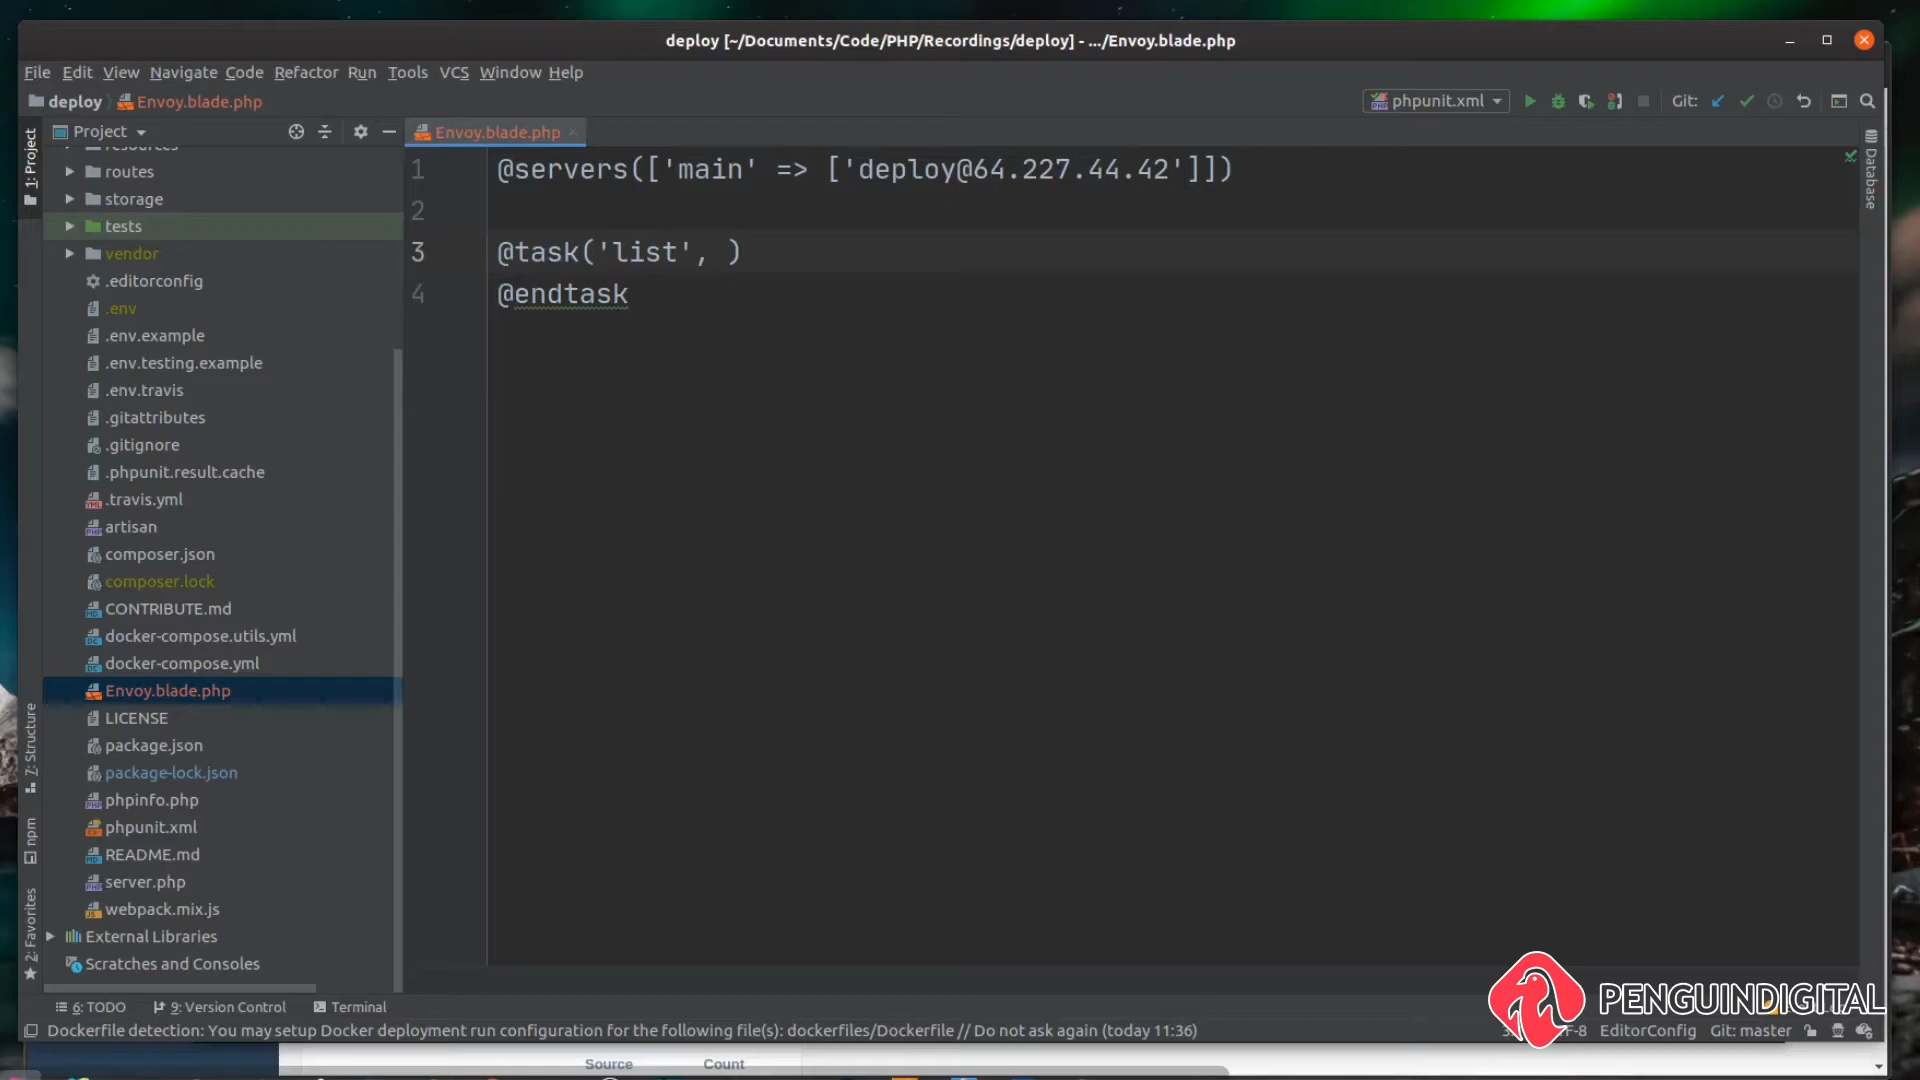 deploy [~/Documents/Code/PHP/Recordings/deploy] - .../Envoy.blade.php
File Edit View Navigate Code Refactor Run Tools VCS Window Help
deploy Envoy.blade.php
phpunit.xml
Git:
Project
Envoy.blade.php
1: Project
7: Structure
npm
2: Favorites
Database
resources
routes
storage
tests
vendor
.editorconfig
.env
.env.example
.env.testing.example
.env.travis
.gitattributes
.gitignore
.phpunit.result.cache
.travis.yml
artisan
composer.json
composer.lock
CONTRIBUTE.md
docker-compose.utils.yml
docker-compose.yml
Envoy.blade.php
LICENSE
package.json
package-lock.json
phpinfo.php
phpunit.xml
README.md
server.php
webpack.mix.js
External Libraries
Scratches and Consoles
1 @servers(['main' => ['deploy@64.227.44.42']])
2
3 @task('list', )
4 @endtask
6: TODO 9: Version Control Terminal
PENGUINDIGITAL
Dockerfile detection: You may setup Docker deployment run configuration for the following file(s): dockerfiles/Dockerfile // Do not ask again (today 11:36)
EditorConfig Git: master
Source Count